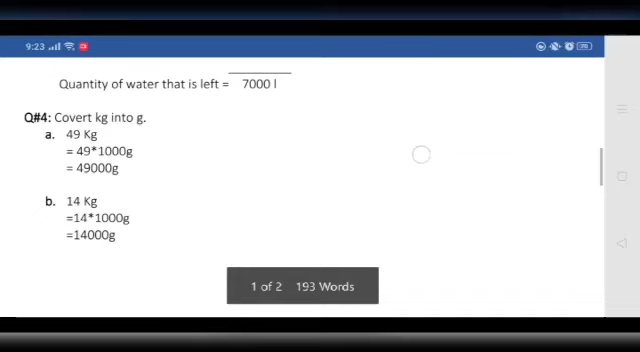 9:23
Quantity of water that is left = 7000 l
Q#4: Covert kg into g.
a. 49 Kg
= 49*1000g
= 49000g
b. 14 Kg
=14*1000g
=14000g
1 of 2 193 Words